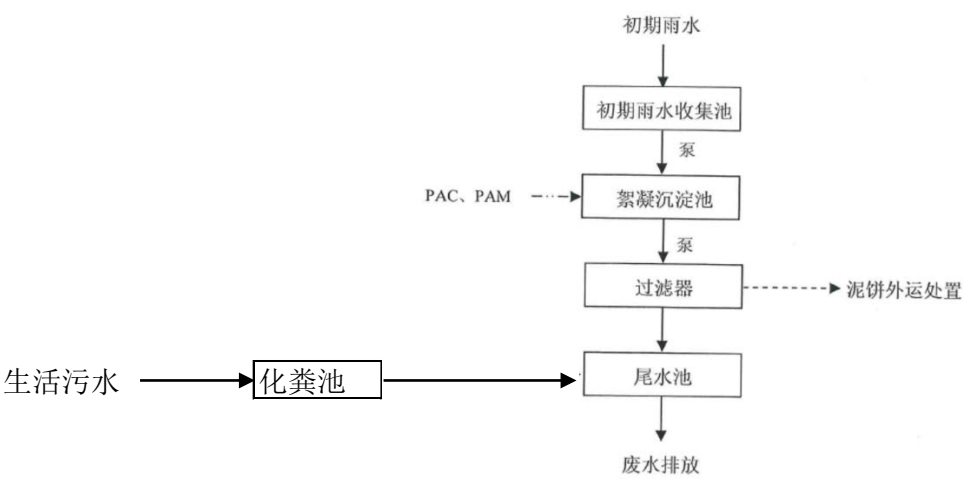 初期雨水
初期雨水收集池
泵
PAC、PAM
絮凝沉淀池
泵
过滤器
泥饼外运处置
生活污水
化粪池
尾水池
废水排放